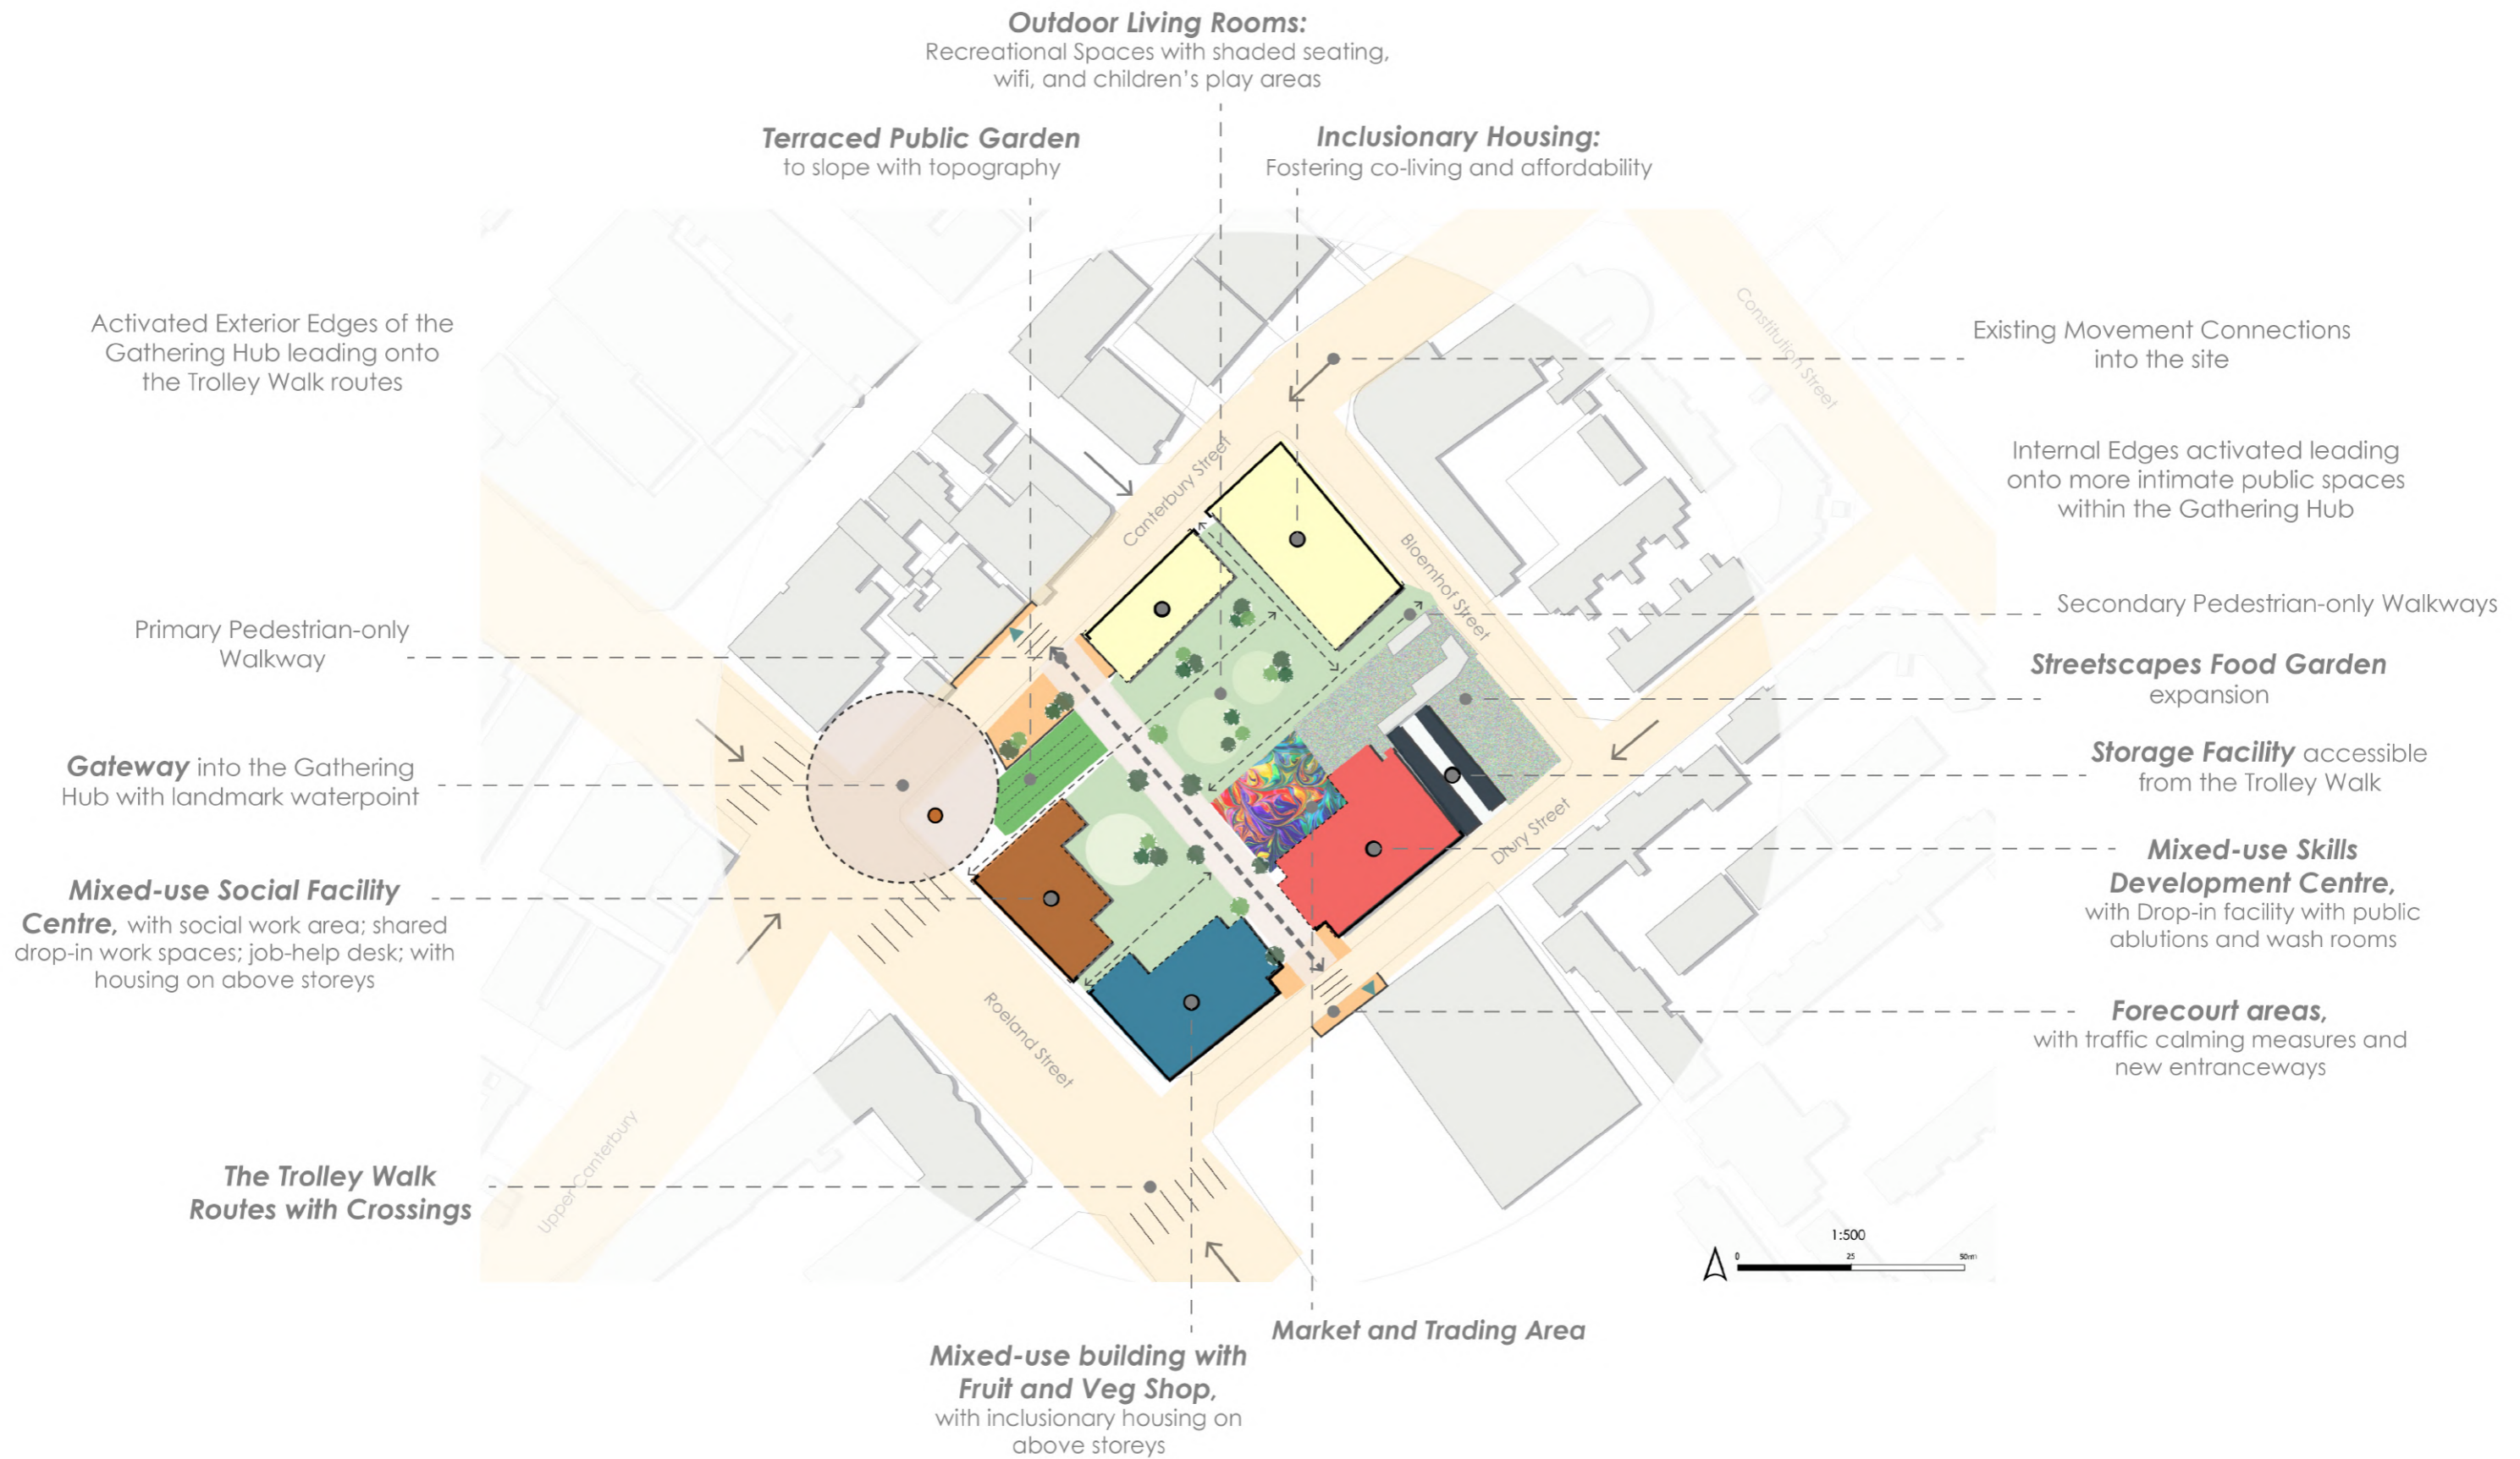 Outdoor Living Rooms:
Recreational Spaces with shaded seating,
wifi, and children's play areas
Terraced Public Garden
to slope with topography
Inclusionary Housing:
Fostering co-living and affordability
Activated Exterior Edges of the
Gathering Hub leading onto
the Trolley Walk routes
Primary Pedestrian-only
Walkway
Gateway into the Gathering
Hub with landmark waterpoint
Mixed-use Social Facility
Centre, with social work area; shared
drop-in work spaces; job-help desk; with
housing on above storeys
The Trolley Walk
Routes with Crossings
Canterbury Street
Bloemhof Street
Constitution Street
Drury Street
Roeland Street
Upper Canterbury
Existing Movement Connections
into the site
Internal Edges activated leading
onto more intimate public spaces
within the Gathering Hub
Secondary Pedestrian-only Walkways
Streetscapes Food Garden
expansion
Storage Facility accessible
from the Trolley Walk
Mixed-use Skills
Development Centre,
with Drop-in facility with public
ablutions and wash rooms
Forecourt areas,
with traffic calming measures and
new entranceways
1:500
0 25 50m
Market and Trading Area
Mixed-use building with
Fruit and Veg Shop,
with inclusionary housing on
above storeys